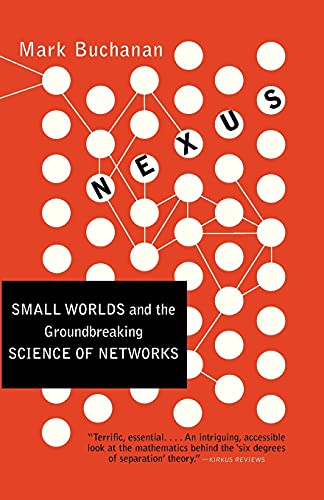 Mark Buchanan
NEXUS
SMALL WORLDS and the
Groundbreaking
SCIENCE OF NETWORKS
"Terrific, essential. . . . An intriguing, accessible
look at the mathematics behind the 'six degrees
of separation' theory."—KIRKUS REVIEWS